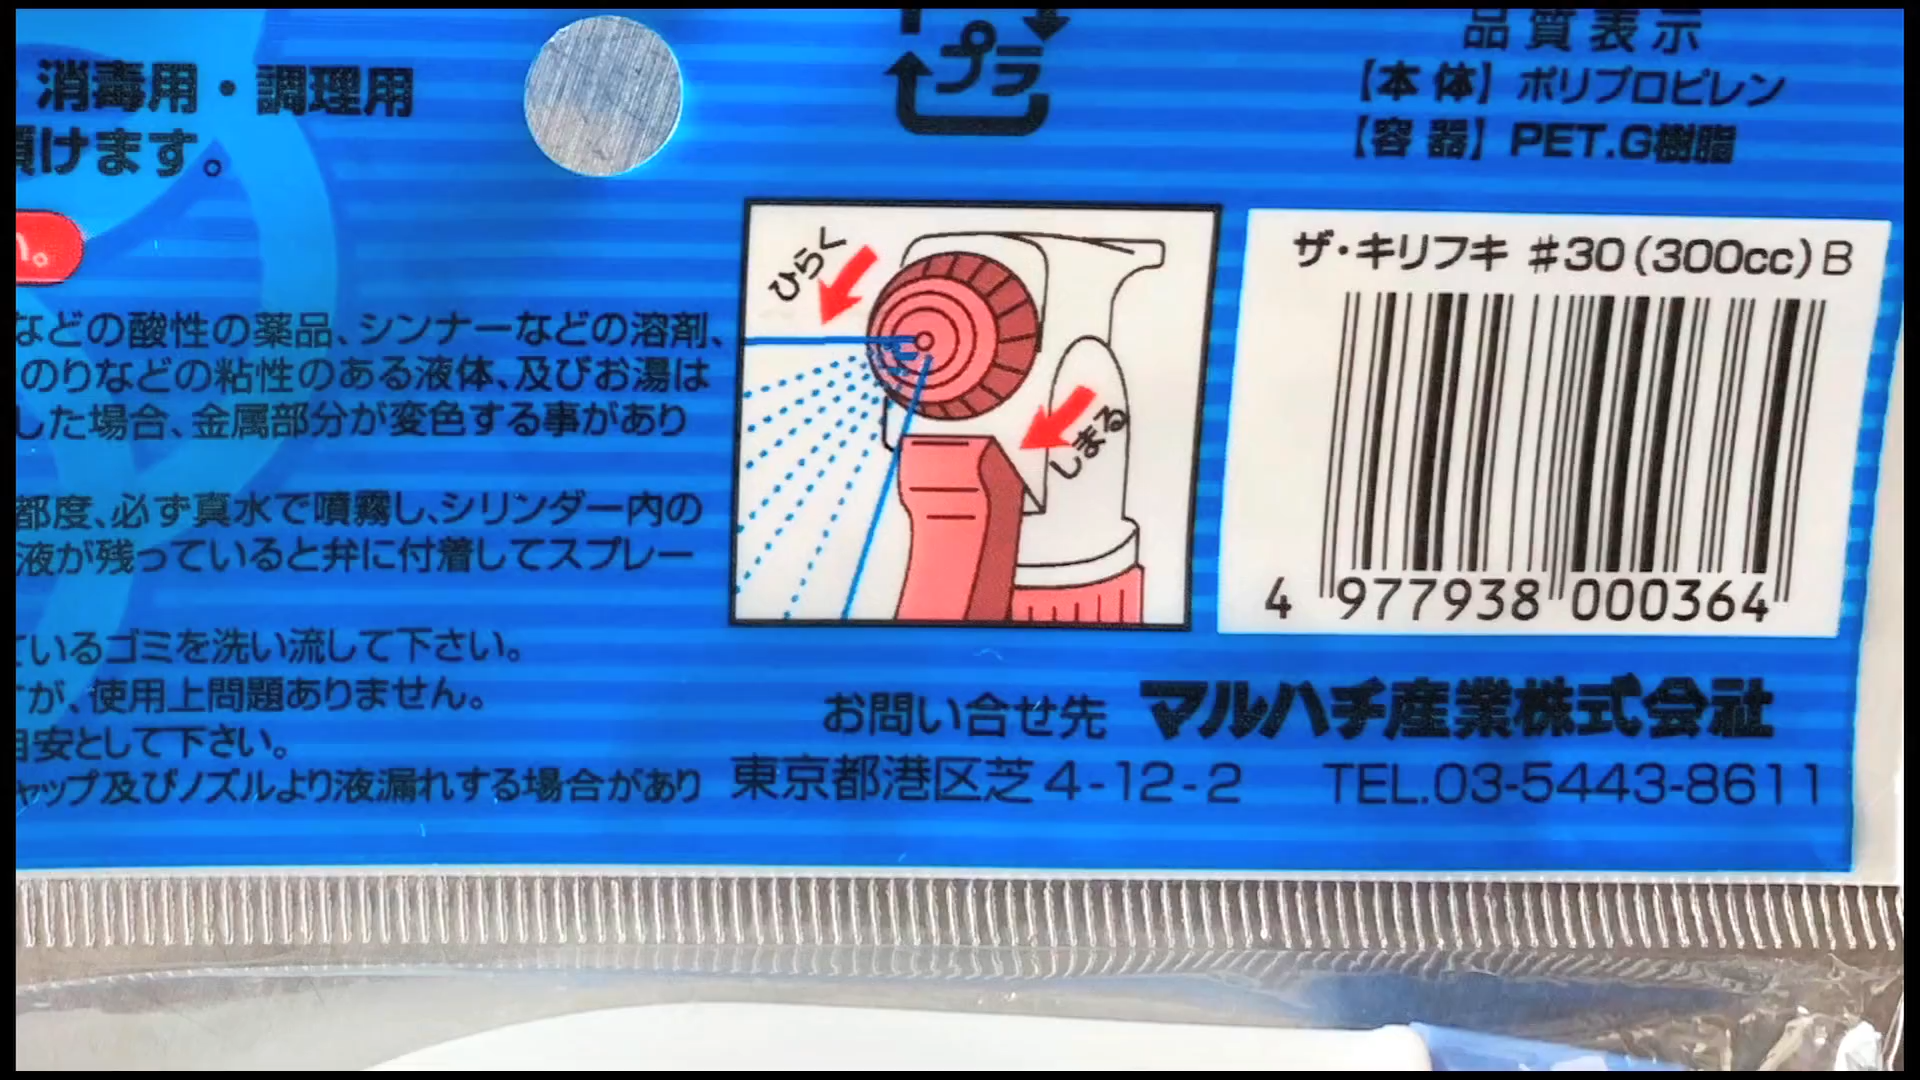 消毒用・調理用
頂けます。
ん。
などの酸性の薬品、シンナーなどの溶剤、
のりなどの粘性のある液体、及びお湯は
した場合、金属部分が変色する事があり
都度、必ず真水で噴霧し、シリンダー内の
液が残っていると弁に付着してスプレー
ているゴミを洗い流して下さい。
すが、使用上問題ありません。
目安として下さい。
ャップ及びノズルより液漏れする場合があり
プラ
品質表示
【本 体】 ポリプロピレン
【容 器】 PET.G樹脂
ひらく
しまる
ザ・キリフキ #30(300cc)B
4 977938 000364
お問い合せ先 マルハチ産業株式会社
東京都港区芝4-12-2 TEL.03-5443-8611